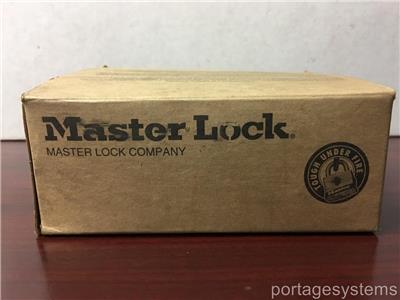 Master Lock®
MASTER LOCK COMPANY
TOUGH UNDER FIRE
portagesystems